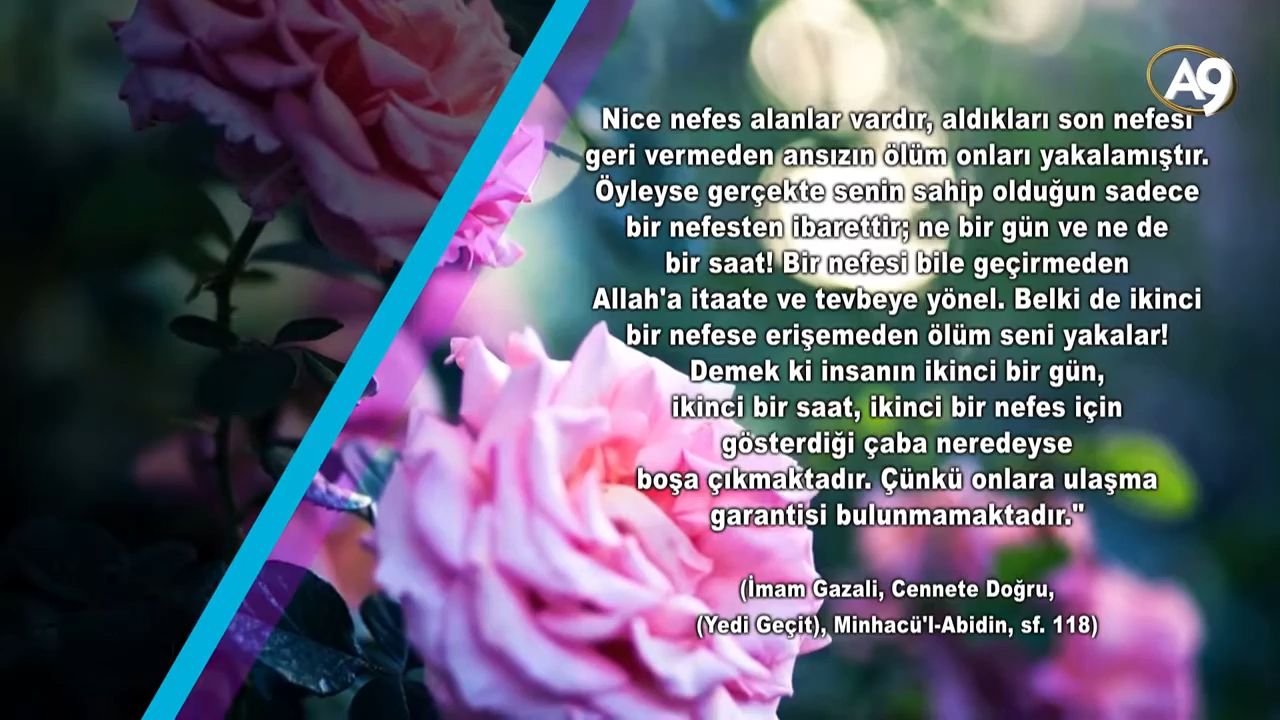 A9
Nice nefes alanlar vardır, aldıkları son nefesi
geri vermeden ansızın ölüm onları yakalamıştır.
Öyleyse gerçekte senin sahip olduğun sadece
bir nefesten ibarettir; ne bir gün ve ne de
bir saat! Bir nefesi bile geçirmeden
Allah'a itaate ve tevbeye yönel. Belki de ikinci
bir nefese erişemeden ölüm seni yakalar!
Demek ki insanın ikinci bir gün,
ikinci bir saat, ikinci bir nefes için
gösterdiği çaba neredeyse
boşa çıkmaktadır. Çünkü onlara ulaşma
garantisi bulunmamaktadır."
(İmam Gazali, Cennete Doğru,
(Yedi Geçit), Minhacü'l-Abidin, sf. 118)